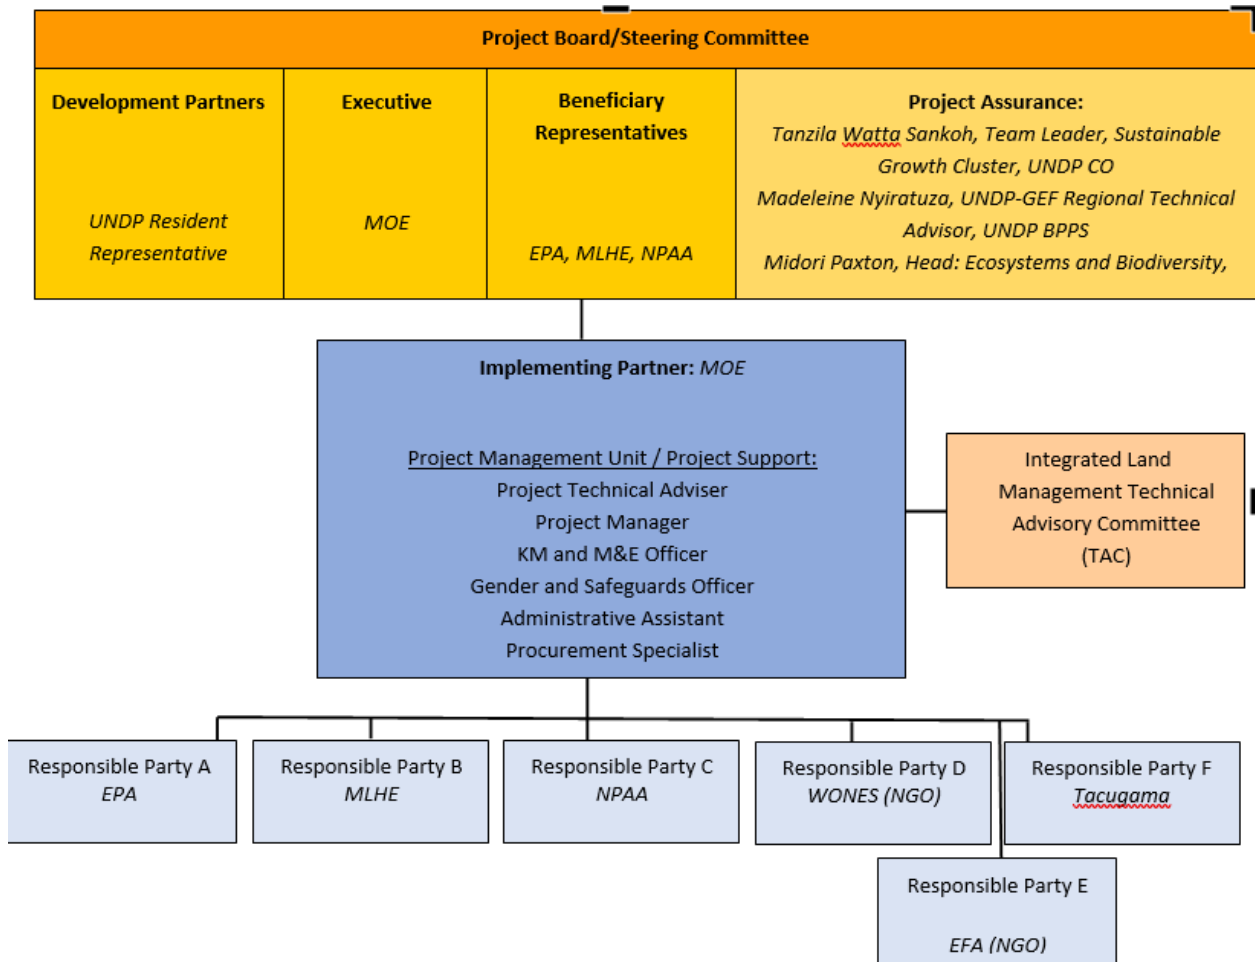 Project Board/Steering Committee
Development Partners
UNDP Resident
Representative
Executive
MOE
Beneficiary
Representatives
EPA, MLHE, NPAA
Project Assurance:
Tanzila Watta Sankoh, Team Leader, Sustainable
Growth Cluster, UNDP CO
Madeleine Nyiratuza, UNDP-GEF Regional Technical
Advisor, UNDP BPPS
Midori Paxton, Head: Ecosystems and Biodiversity,
Implementing Partner: MOE
Project Management Unit / Project Support:
Project Technical Adviser
Project Manager
KM and M&E Officer
Gender and Safeguards Officer
Administrative Assistant
Procurement Specialist
Integrated Land
Management Technical
Advisory Committee
(TAC)
Responsible Party A
EPA
Responsible Party B
MLHE
Responsible Party C
NPAA
Responsible Party D
WONES (NGO)
Responsible Party F
Tacugama
Responsible Party E
EFA (NGO)